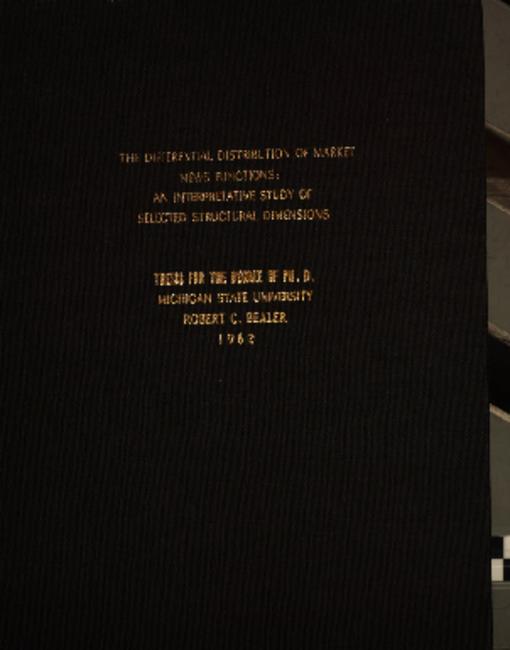 THE DIFFERENTIAL DISTRIBUTION OF MARKET
NEWS FUNCTIONS:
AN INTERPRETATIVE STUDY OF
SELECTED STRUCTURAL DIMENSIONS
THESIS FOR THE DEGREE OF PH. D.
MICHIGAN STATE UNIVERSITY
ROBERT C. BEALER
1962